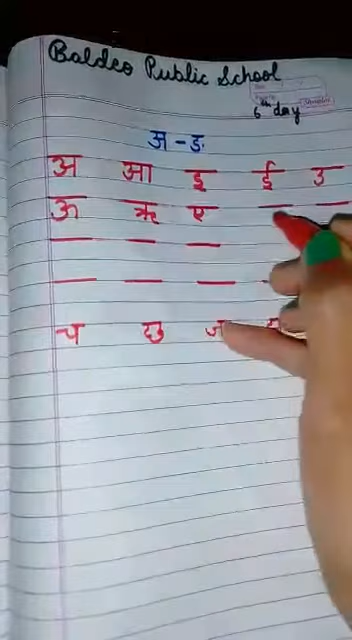 Baldeo Public School
6th day
अ - ङ
अ आ इ ई उ
ऊ ऋ ए
च छ ज